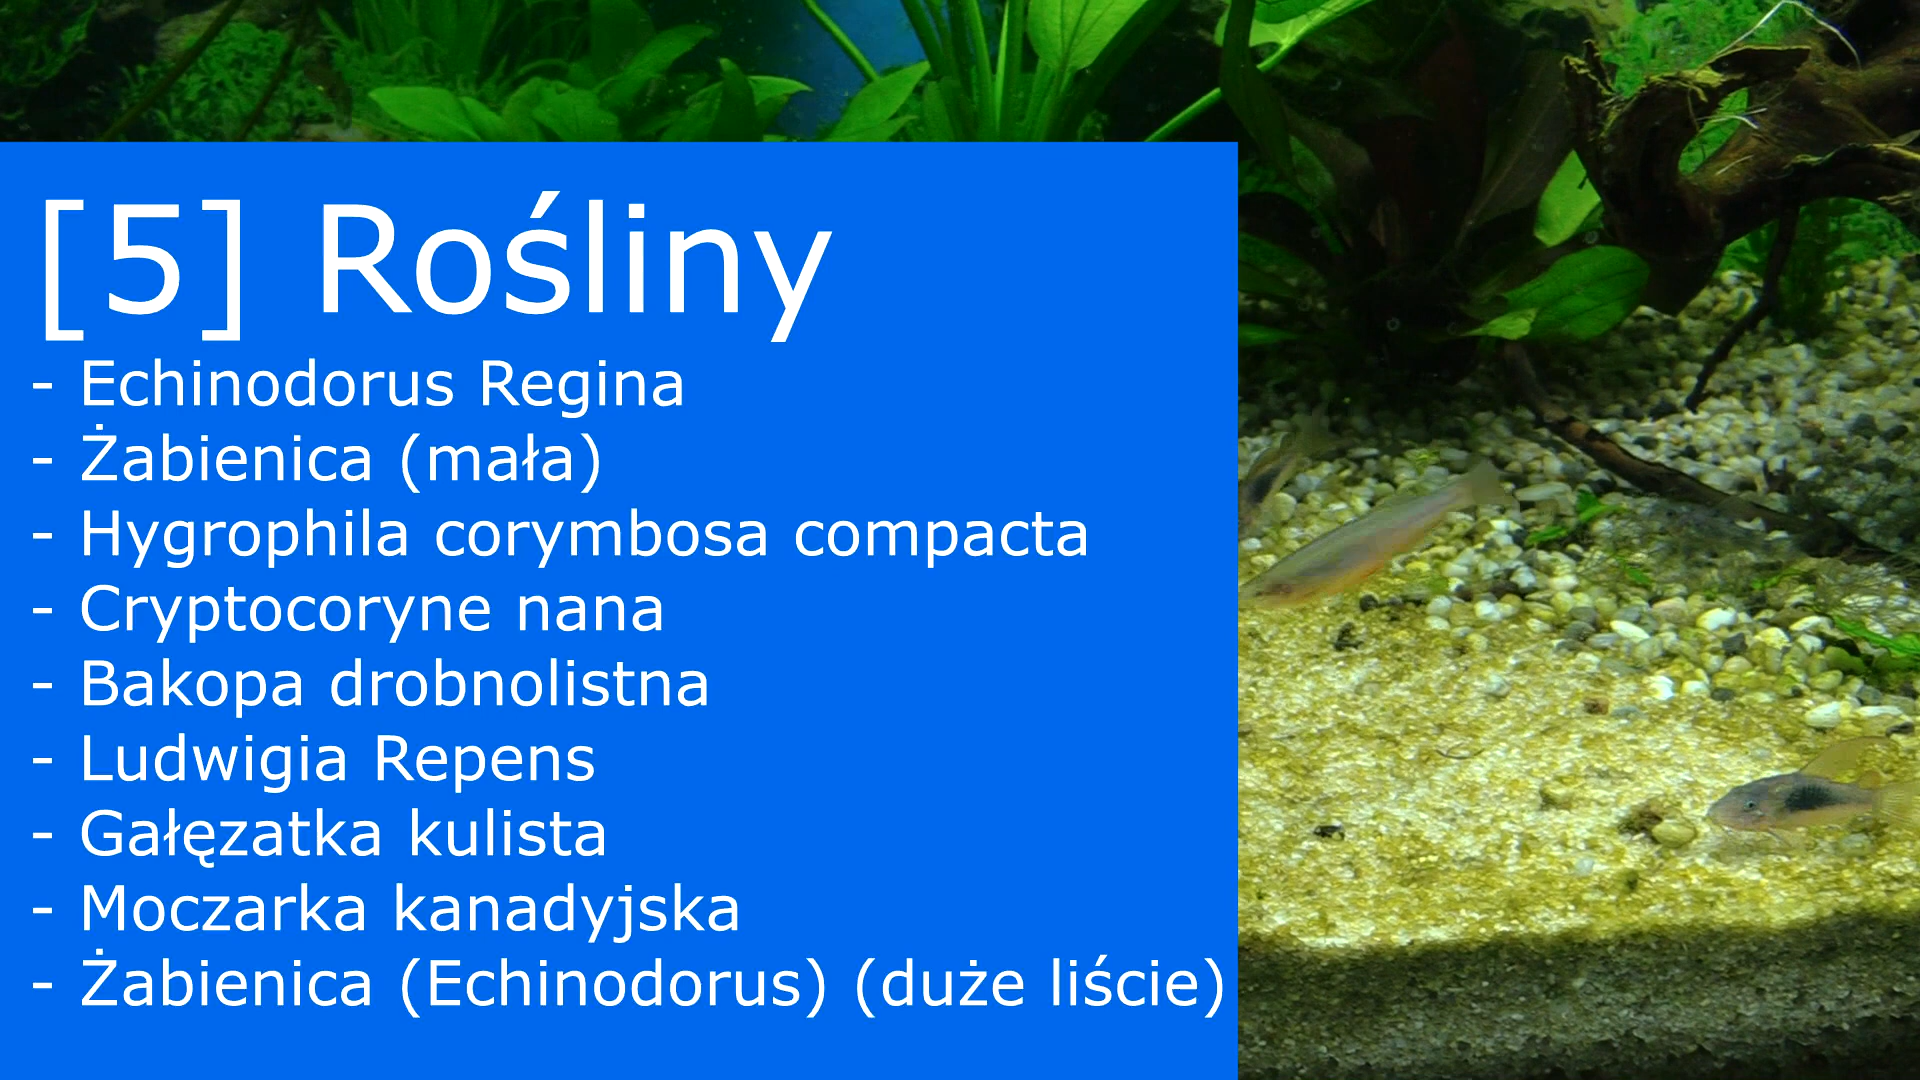 [5] Rośliny
- Echinodorus Regina
- Żabienica (mała)
- Hygrophila corymbosa compacta
- Cryptocoryne nana
- Bakopa drobnolistna
- Ludwigia Repens
- Gałęzatka kulista
- Moczarka kanadyjska
- Żabienica (Echinodorus) (duże liście)